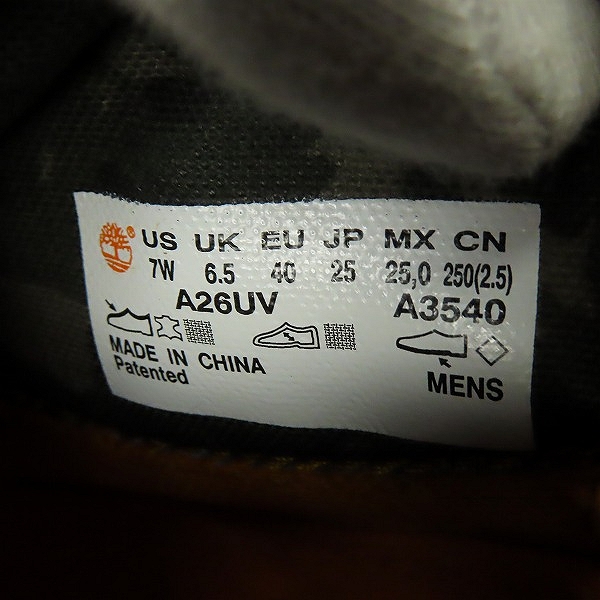 US UK EU JP MX CN
7W 6.5 40 25 25,0 250(2.5)
A26UV A3540
MADE IN CHINA
Patented
MENS